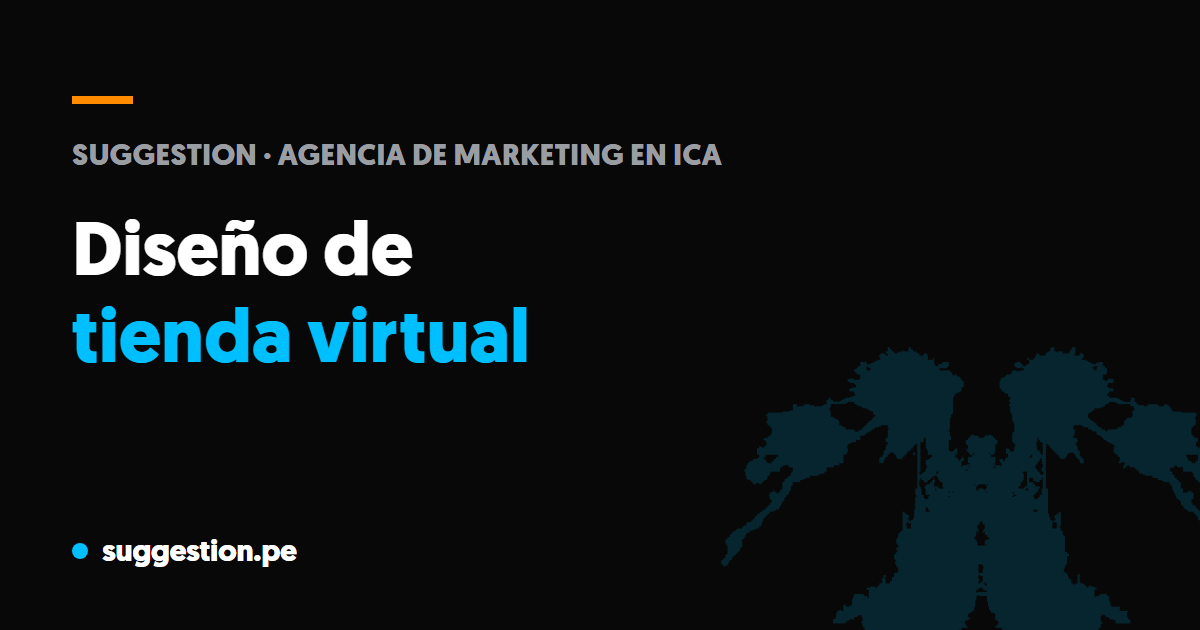 SUGGESTION · AGENCIA DE MARKETING EN ICA
Diseño de
tienda virtual
suggestion.pe